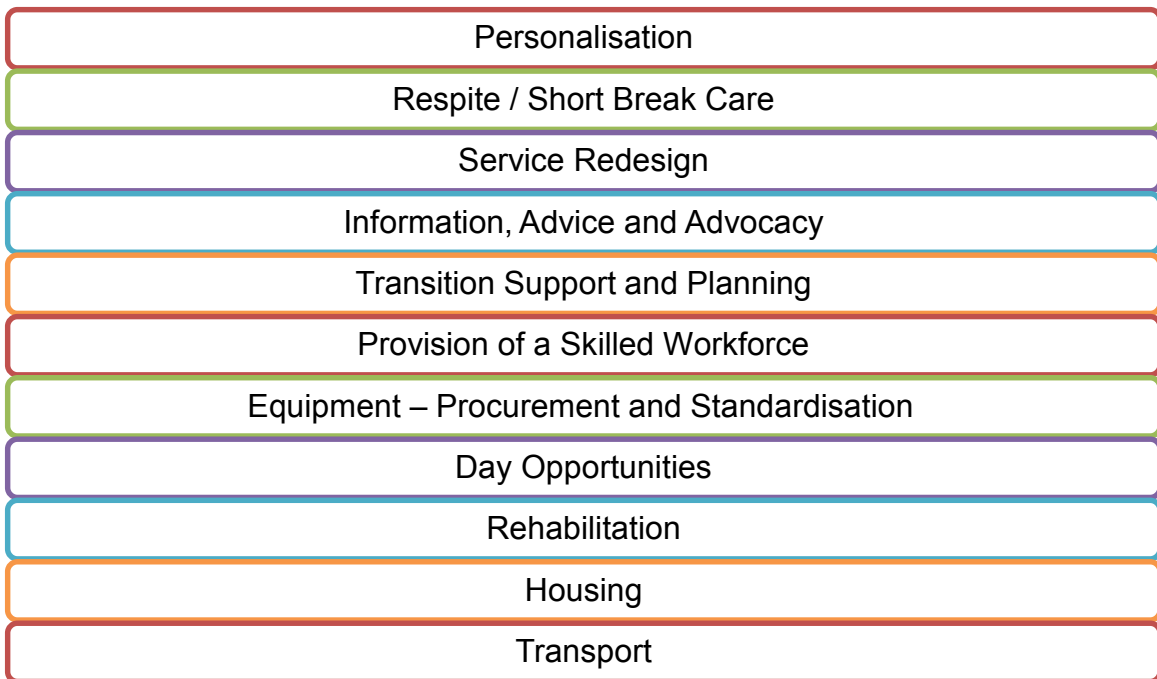 Personalisation
Respite / Short Break Care
Service Redesign
Information, Advice and Advocacy
Transition Support and Planning
Provision of a Skilled Workforce
Equipment – Procurement and Standardisation
Day Opportunities
Rehabilitation
Housing
Transport